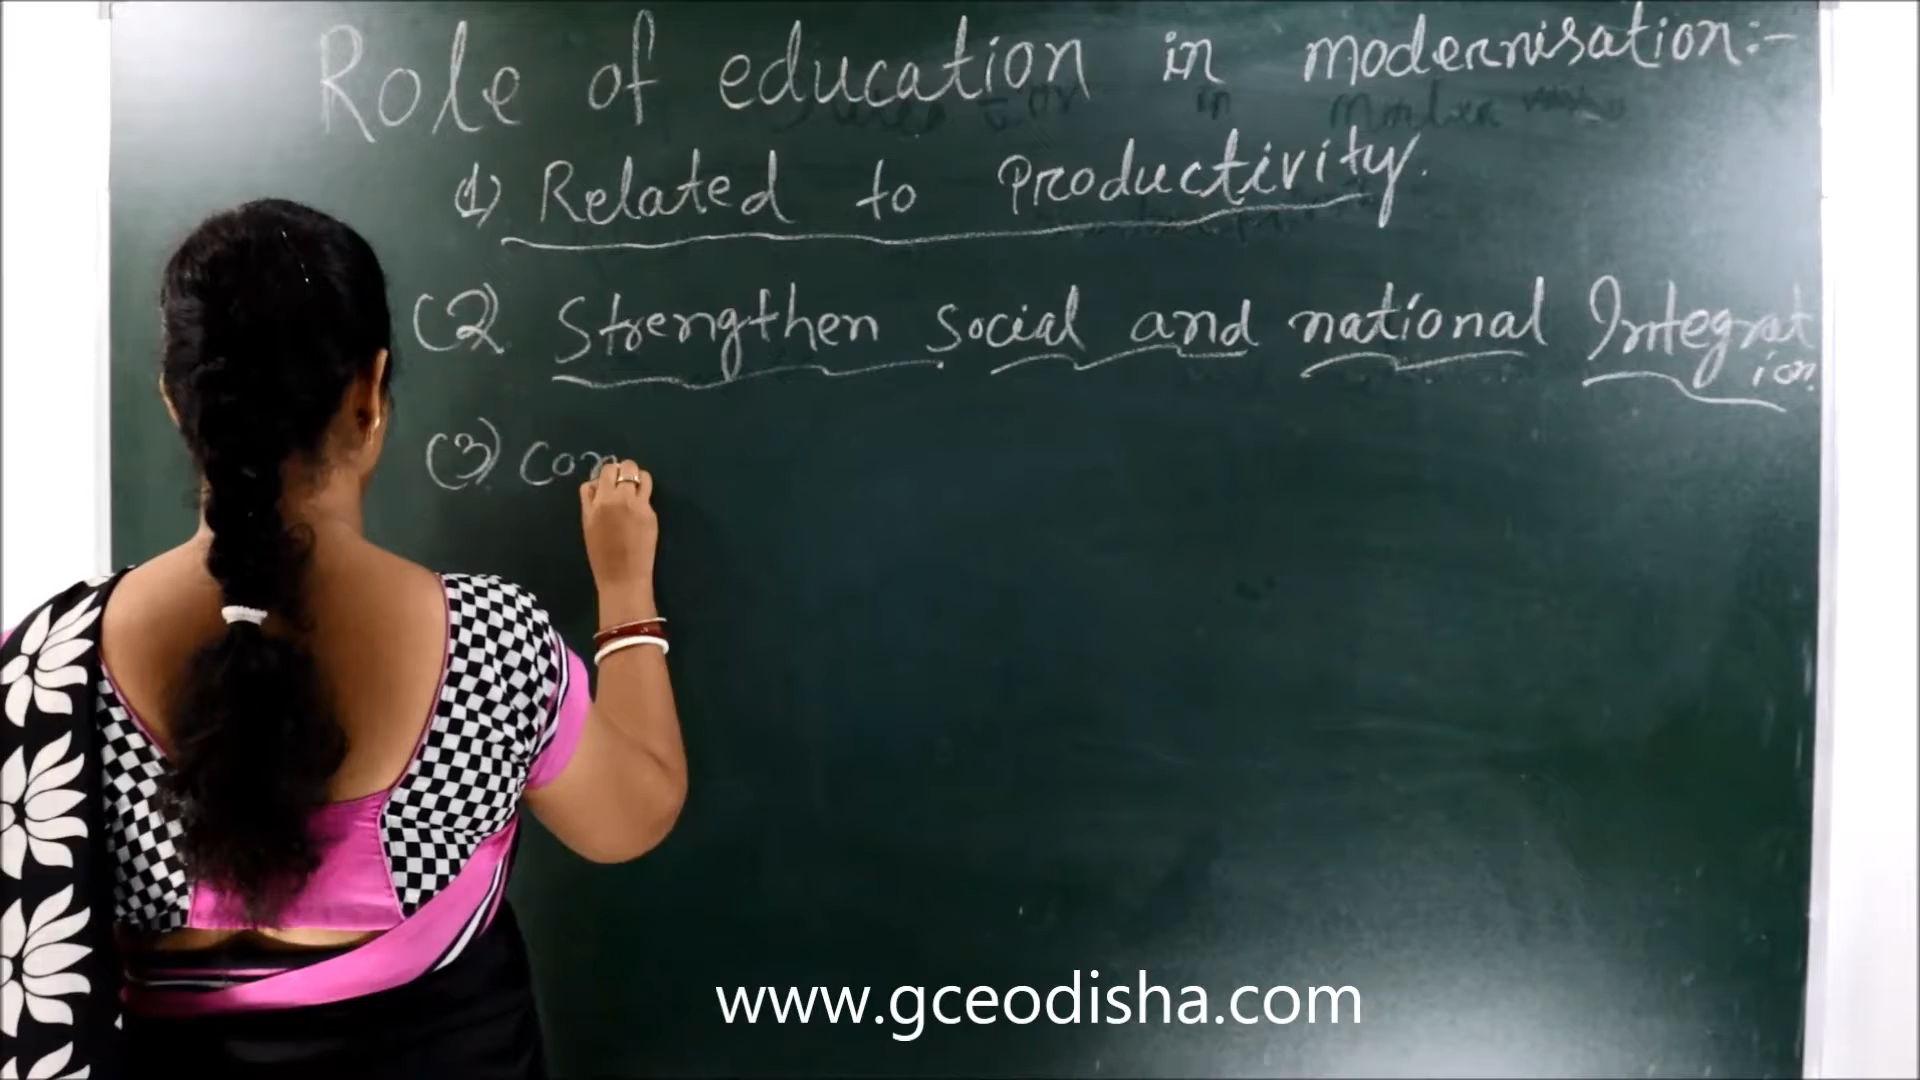 Role of education in modernisation:-
(1) Related to Productivity.
(2) Strengthen social and national Integration.
(3) Con
www.gceodisha.com